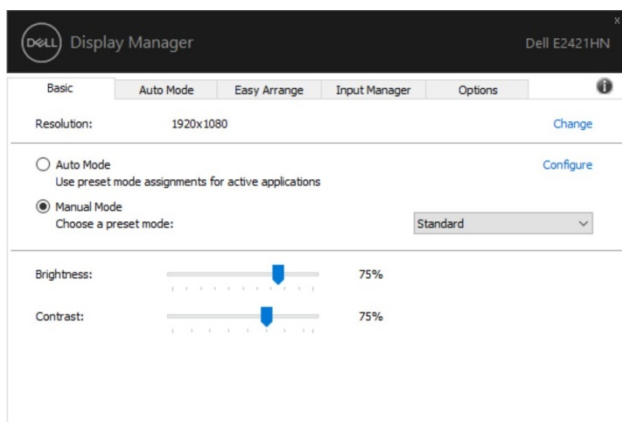 x
DELL Display Manager
Dell E2421HN
Basic
Auto Mode
Easy Arrange
Input Manager
Options
i
Resolution:
1920x1080
Change
Auto Mode
Configure
Use preset mode assignments for active applications
Manual Mode
Choose a preset mode:
Standard
Brightness:
75%
Contrast:
75%